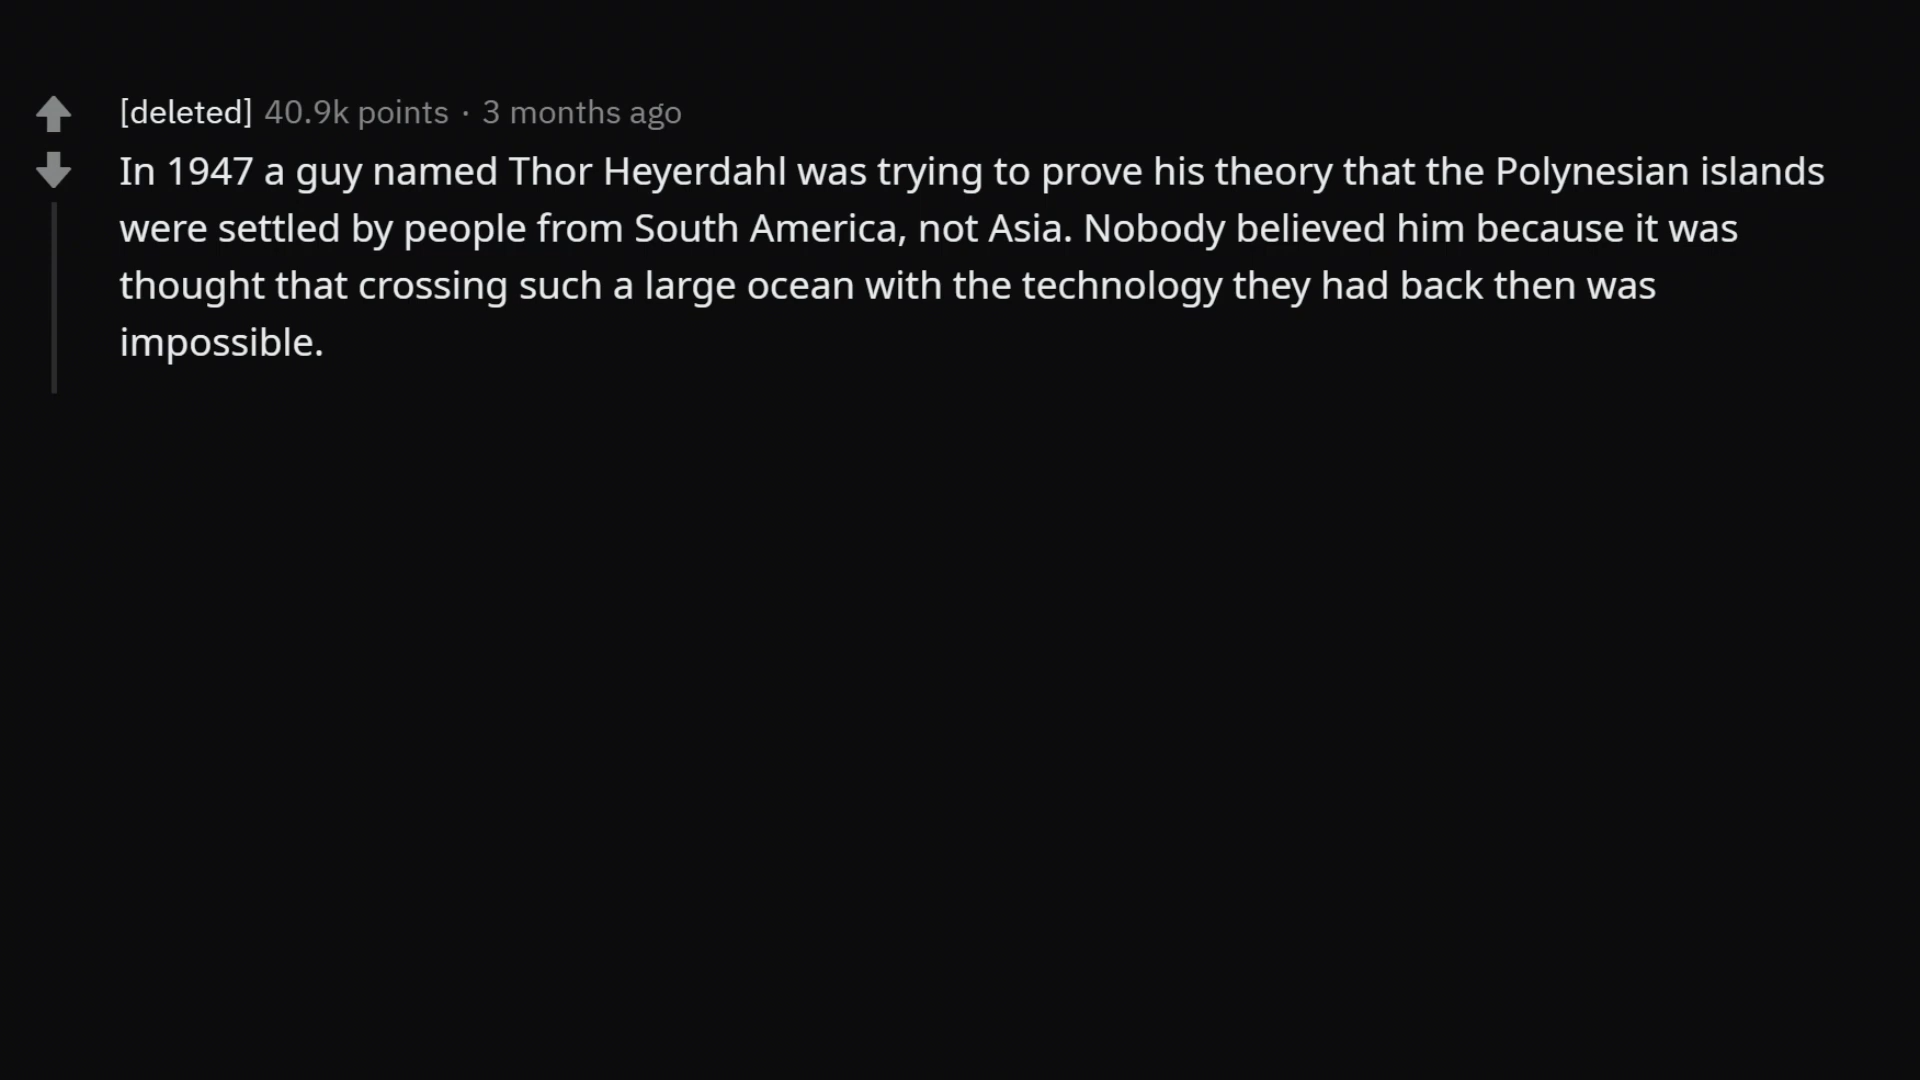 [deleted] 40.9k points · 3 months ago
In 1947 a guy named Thor Heyerdahl was trying to prove his theory that the Polynesian islands
were settled by people from South America, not Asia. Nobody believed him because it was
thought that crossing such a large ocean with the technology they had back then was
impossible.